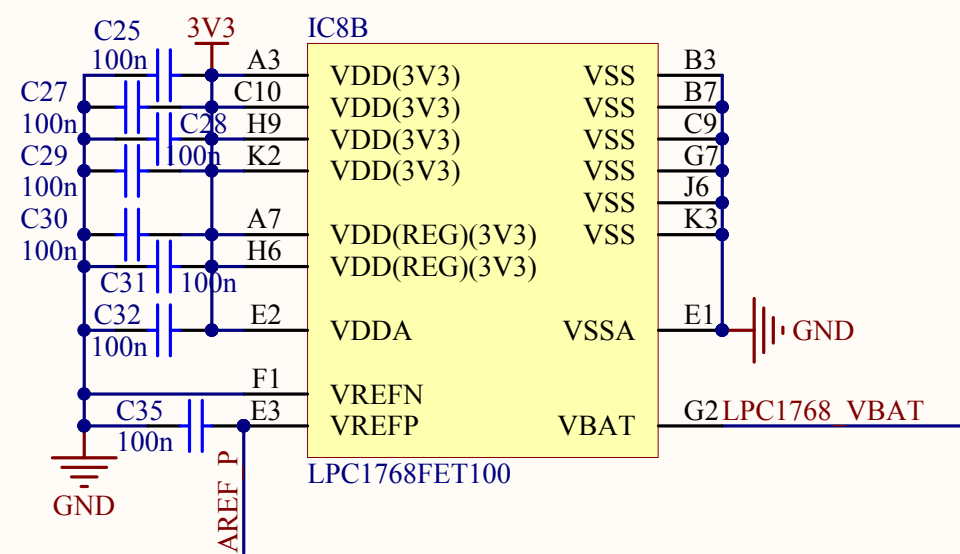 C25
100n
3V3
IC8B
A3
VDD(3V3)
VSS
B3
C27
100n
C10
VDD(3V3)
VSS
B7
C28
100n
H9
VDD(3V3)
VSS
C9
C29
100n
K2
VDD(3V3)
VSS
G7
VSS
J6
C30
100n
A7
VDD(REG)(3V3)
VSS
K3
C31
100n
H6
VDD(REG)(3V3)
C32
100n
E2
VDDA
VSSA
E1
GND
F1
VREFN
C35
100n
E3
VREFP
VBAT
G2
LPC1768_VBAT
GND
AREF_P
LPC1768FET100